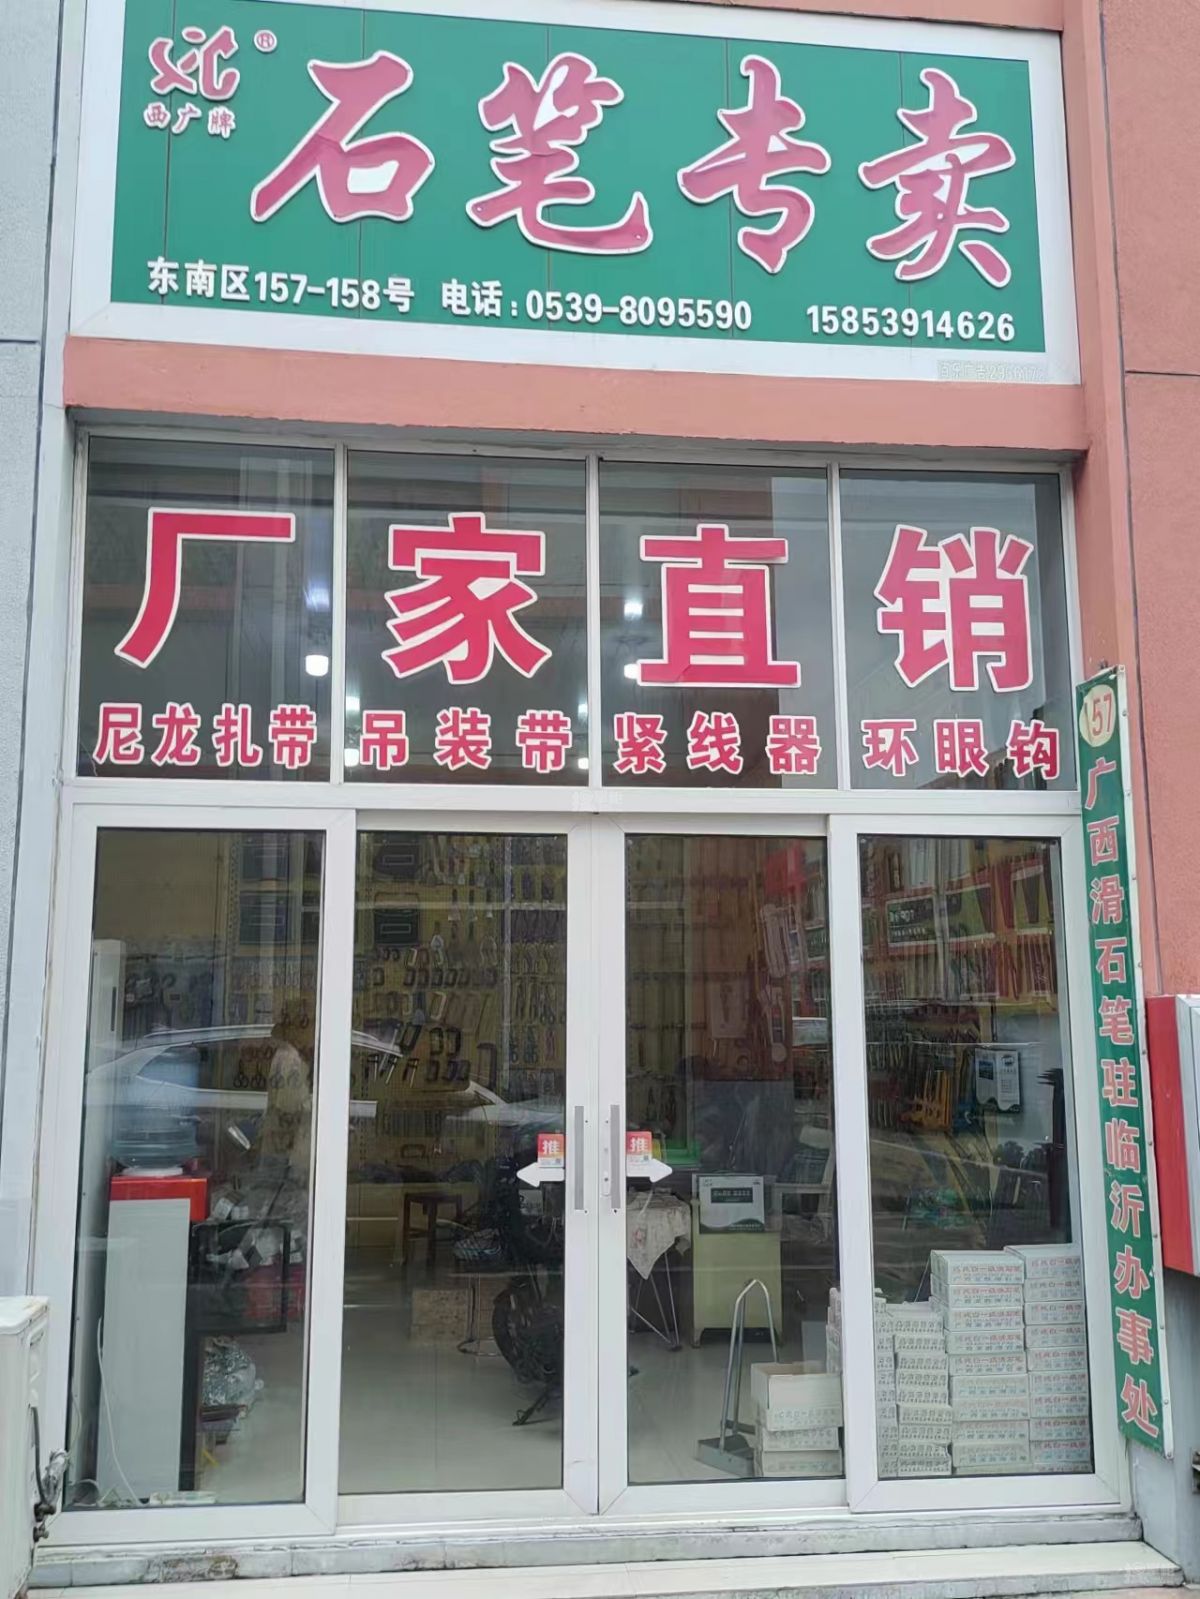 西广牌
®
石笔专卖
东南区157-158号 电话:0539-8095590 15853914626
厂家直销
尼龙扎带 吊装带 紧线器 环眼钩
157
广西滑石笔驻临沂办事处
推
推